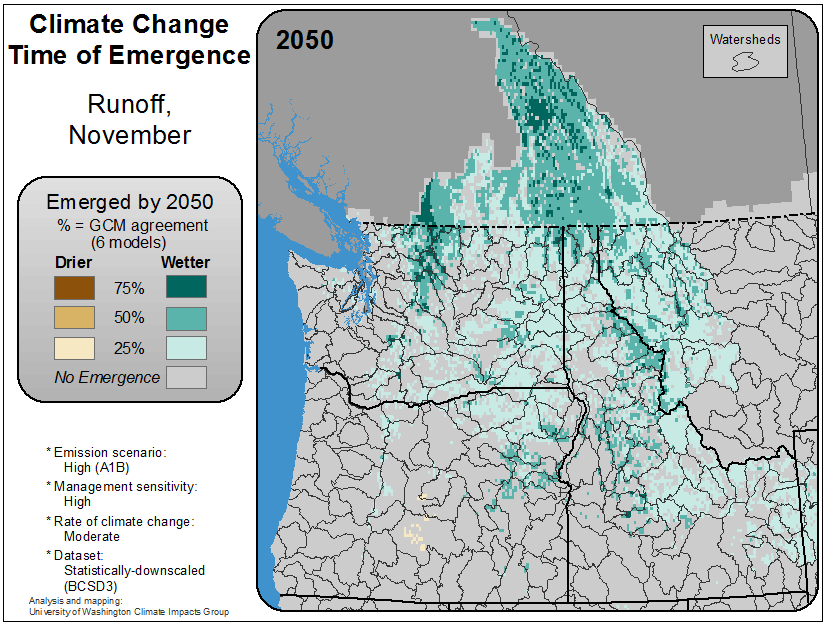 Climate Change
Time of Emergence
Runoff,
November
Emerged by 2050
% = GCM agreement
(6 models)
Drier Wetter
75%
50%
25%
No Emergence
* Emission scenario:
High (A1B)
* Management sensitivity:
High
* Rate of climate change:
Moderate
* Dataset:
Statistically-downscaled
(BCSD3)
Analysis and mapping:
University of Washington Climate Impacts Group
2050
Watersheds